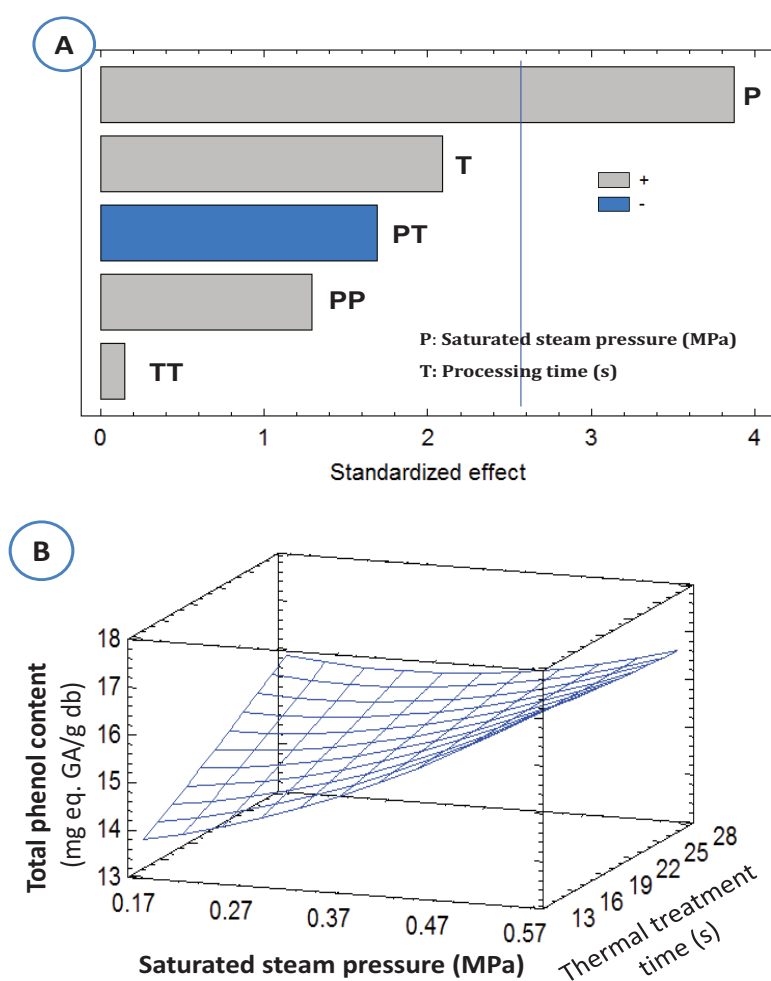 A
0 1 2 3 4
Standardized effect
P
T
PT
PP
TT
+
-
P: Saturated steam pressure (MPa)
T: Processing time (s)
B
Total phenol content
(mg eq. GA/g db)
18
17
16
15
14
13
0.17 0.27 0.37 0.47 0.57
Saturated steam pressure (MPa)
13 16 19 22 25 28
Thermal treatment
time (s)